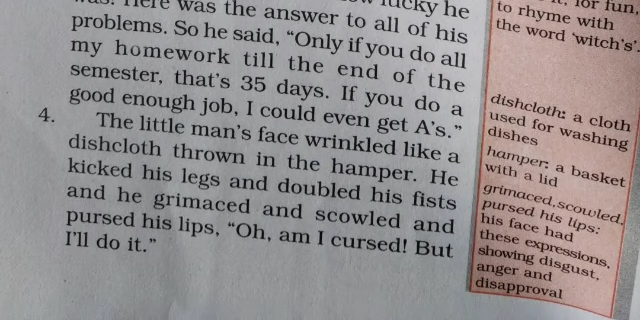 lucky he
was. Here was the answer to all of his
problems. So he said, “Only if you do all
my homework till the end of the
semester, that’s 35 days. If you do a
good enough job, I could even get A’s.”
4. The little man’s face wrinkled like a
dishcloth thrown in the hamper. He
kicked his legs and doubled his fists
and he grimaced and scowled and
pursed his lips, “Oh, am I cursed! But
I’ll do it.”
for fun,
to rhyme with
the word ‘witch’s’.
dishcloth: a cloth
used for washing
dishes
hamper: a basket
with a lid
grimaced, scowled,
pursed his lips:
his face had
these expressions,
showing disgust,
anger and
disapproval